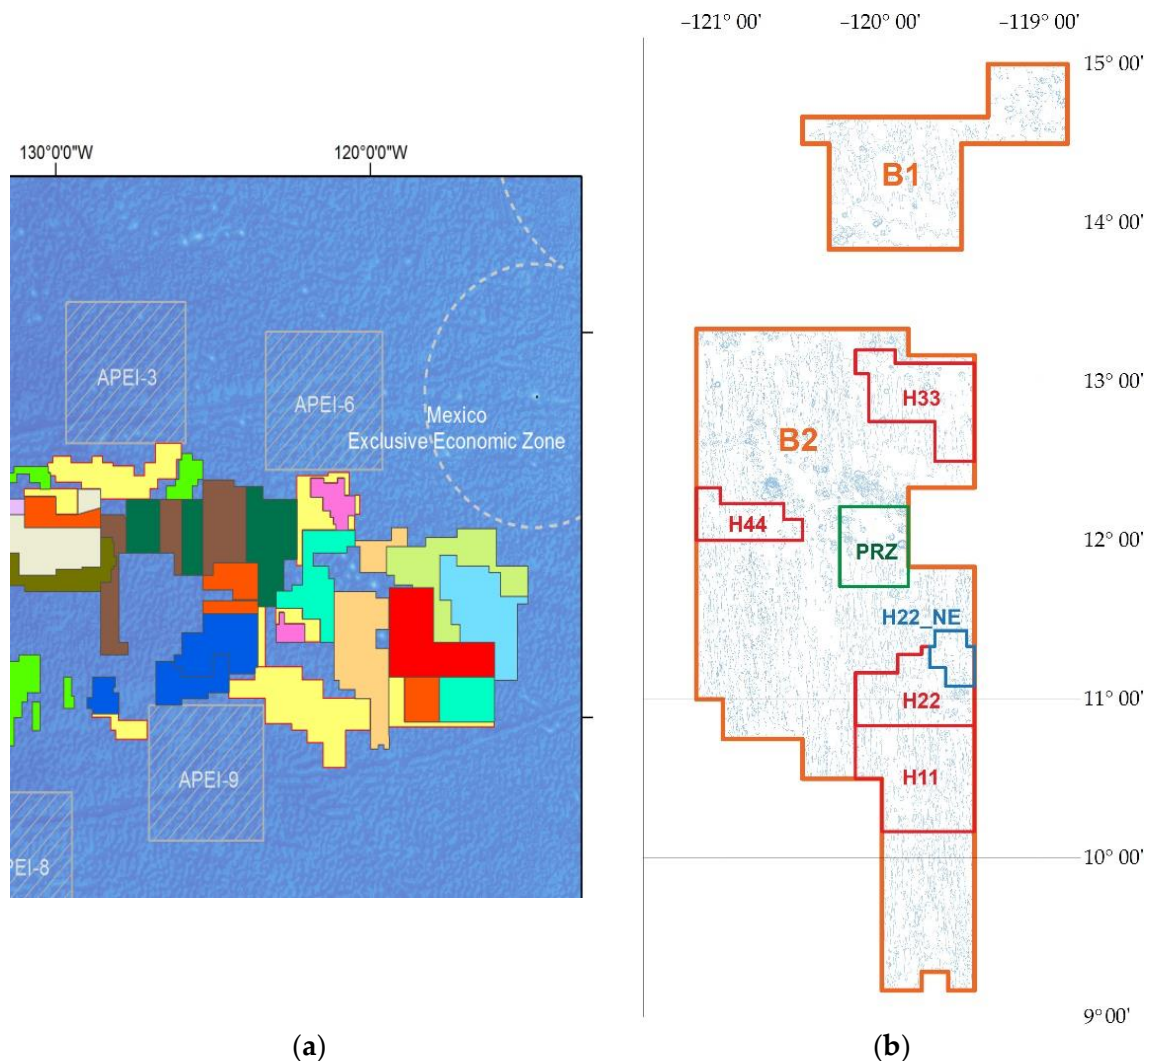 130°0'0"W
120°0'0"W
APEI-3
APEI-6
Mexico
Exclusive Economic Zone
APEI-9
PEI-8
(a)
-121° 00'
-120° 00'
-119° 00'
15° 00'
14° 00'
13° 00'
12° 00'
11° 00'
10° 00'
9° 00'
B1
B2
H33
H44
PRZ
H22_NE
H22
H11
(b)